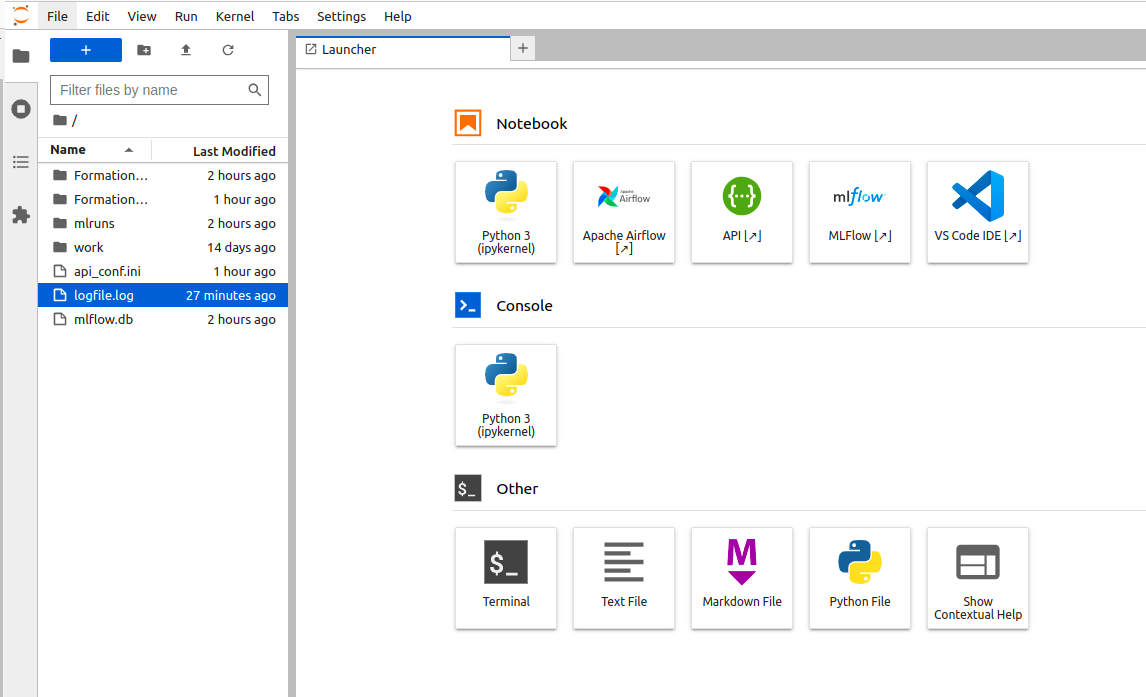 File Edit View Run Kernel Tabs Settings Help
+
Filter files by name
/
Name Last Modified
Formation... 2 hours ago
Formation... 1 hour ago
mlruns 2 hours ago
work 14 days ago
api_conf.ini 1 hour ago
logfile.log 27 minutes ago
mlflow.db 2 hours ago
Launcher +
Notebook
Python 3
(ipykernel)
Apache
Airflow
Apache Airflow
[↗]
{···}
API [↗]
mlflow
MLFlow [↗]
VS Code IDE [↗]
>_ Console
Python 3
(ipykernel)
$_ Other
$_
Terminal
Text File
M
Markdown File
Python File
Show
Contextual Help